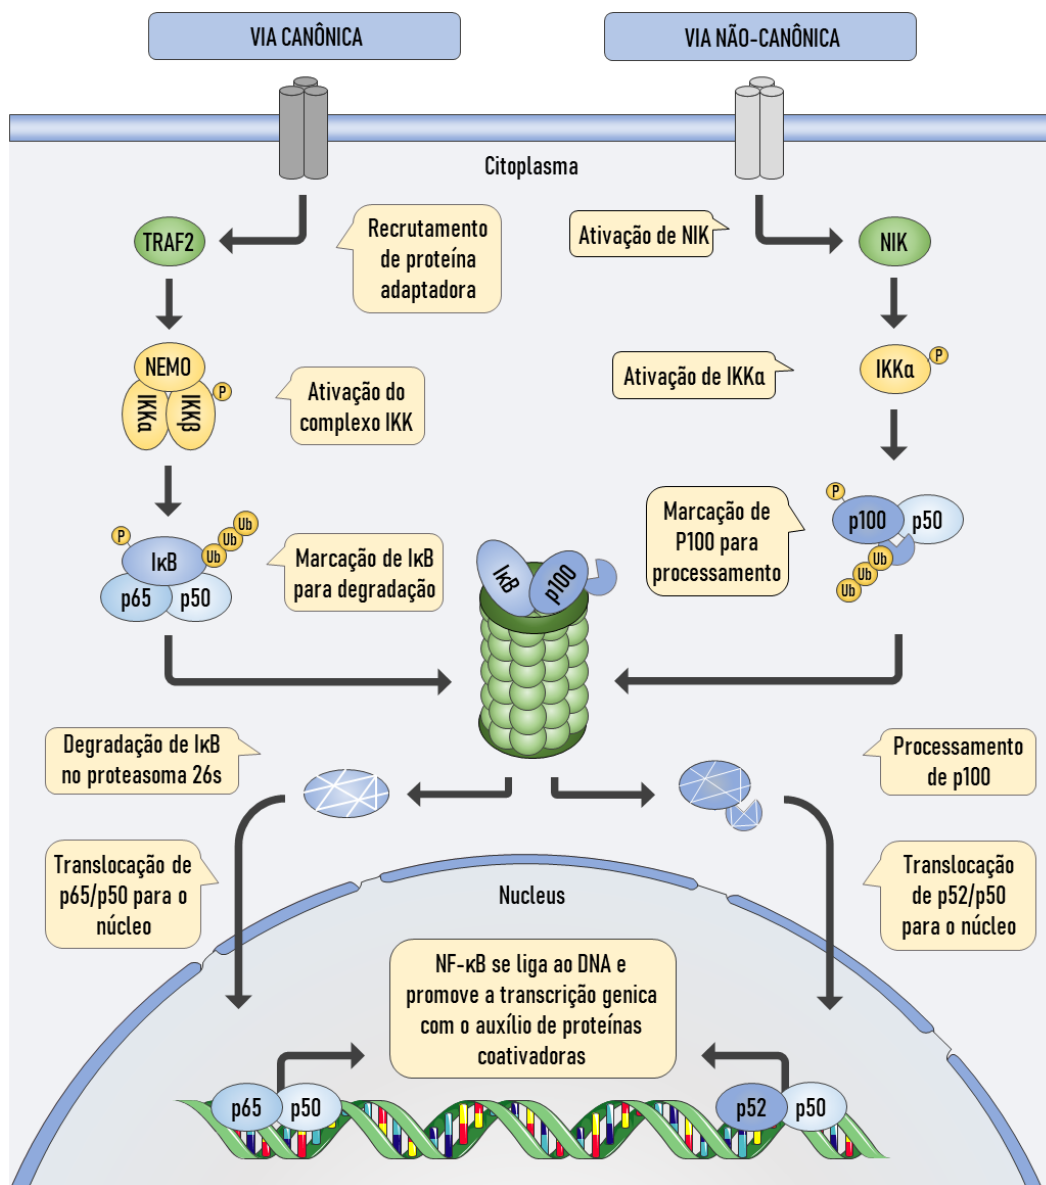 VIA CANÔNICA
VIA NÃO-CANÔNICA
Citoplasma
TRAF2
Recrutamento
de proteína
adaptadora
Ativação de NIK
NIK
NEMO
IKKα
IKKβ
P
Ativação do
complexo IKK
Ativação de IKKα
IKKα
P
P
IκB
Ub
Ub
Ub
p65
p50
Marcação de IκB
para degradação
Marcação de
P100 para
processamento
P
p100
p50
Ub
Ub
Ub
IκB
p100
Degradação de IκB
no proteasoma 26s
Processamento
de p100
Translocação de
p65/p50 para o
núcleo
Translocação
de p52/p50
para o núcleo
Nucleus
NF-κB se liga ao DNA e
promove a transcrição genica
com o auxílio de proteínas
coativadoras
p65
p50
p52
p50